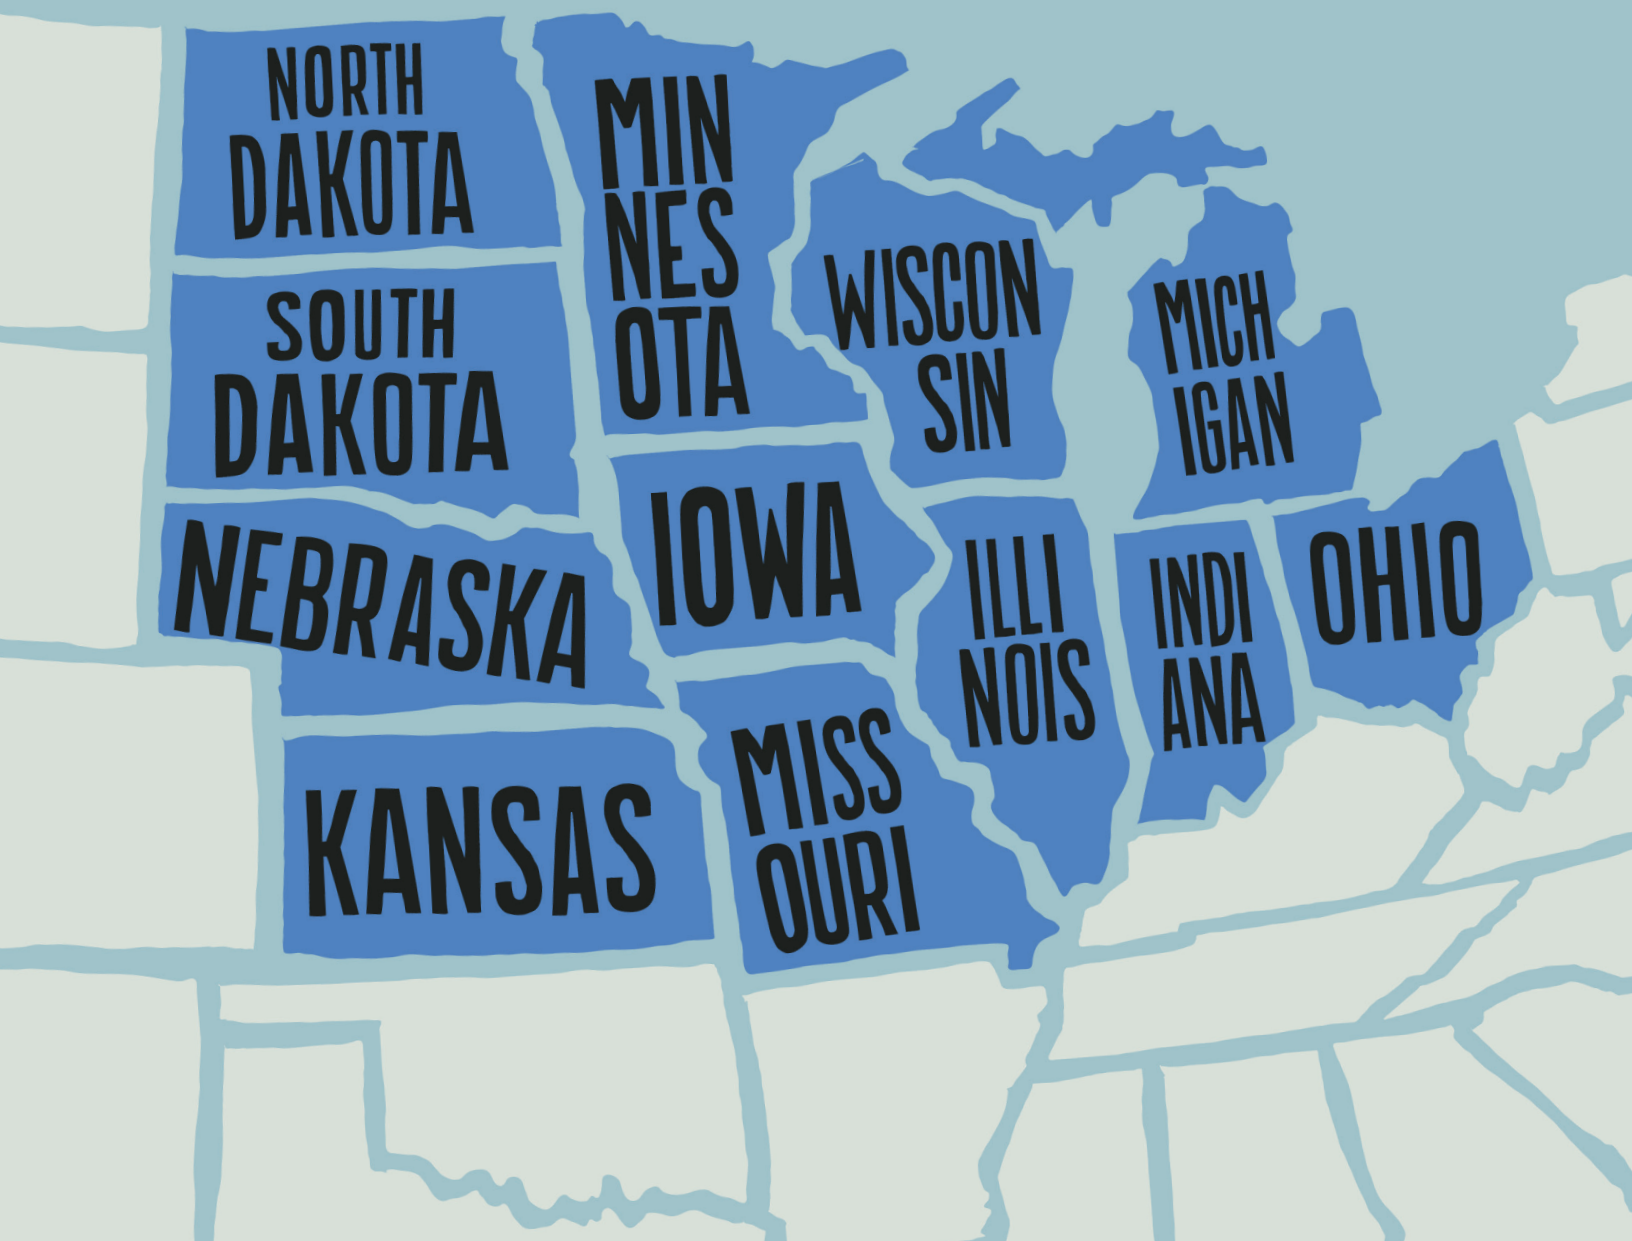 NORTH
DAKOTA
SOUTH
DAKOTA
NEBRASKA
KANSAS
MIN
NES
OTA
IOWA
MISS
OURI
WISCON
SIN
ILLI
NOIS
MICH
IGAN
INDI
ANA
OHIO